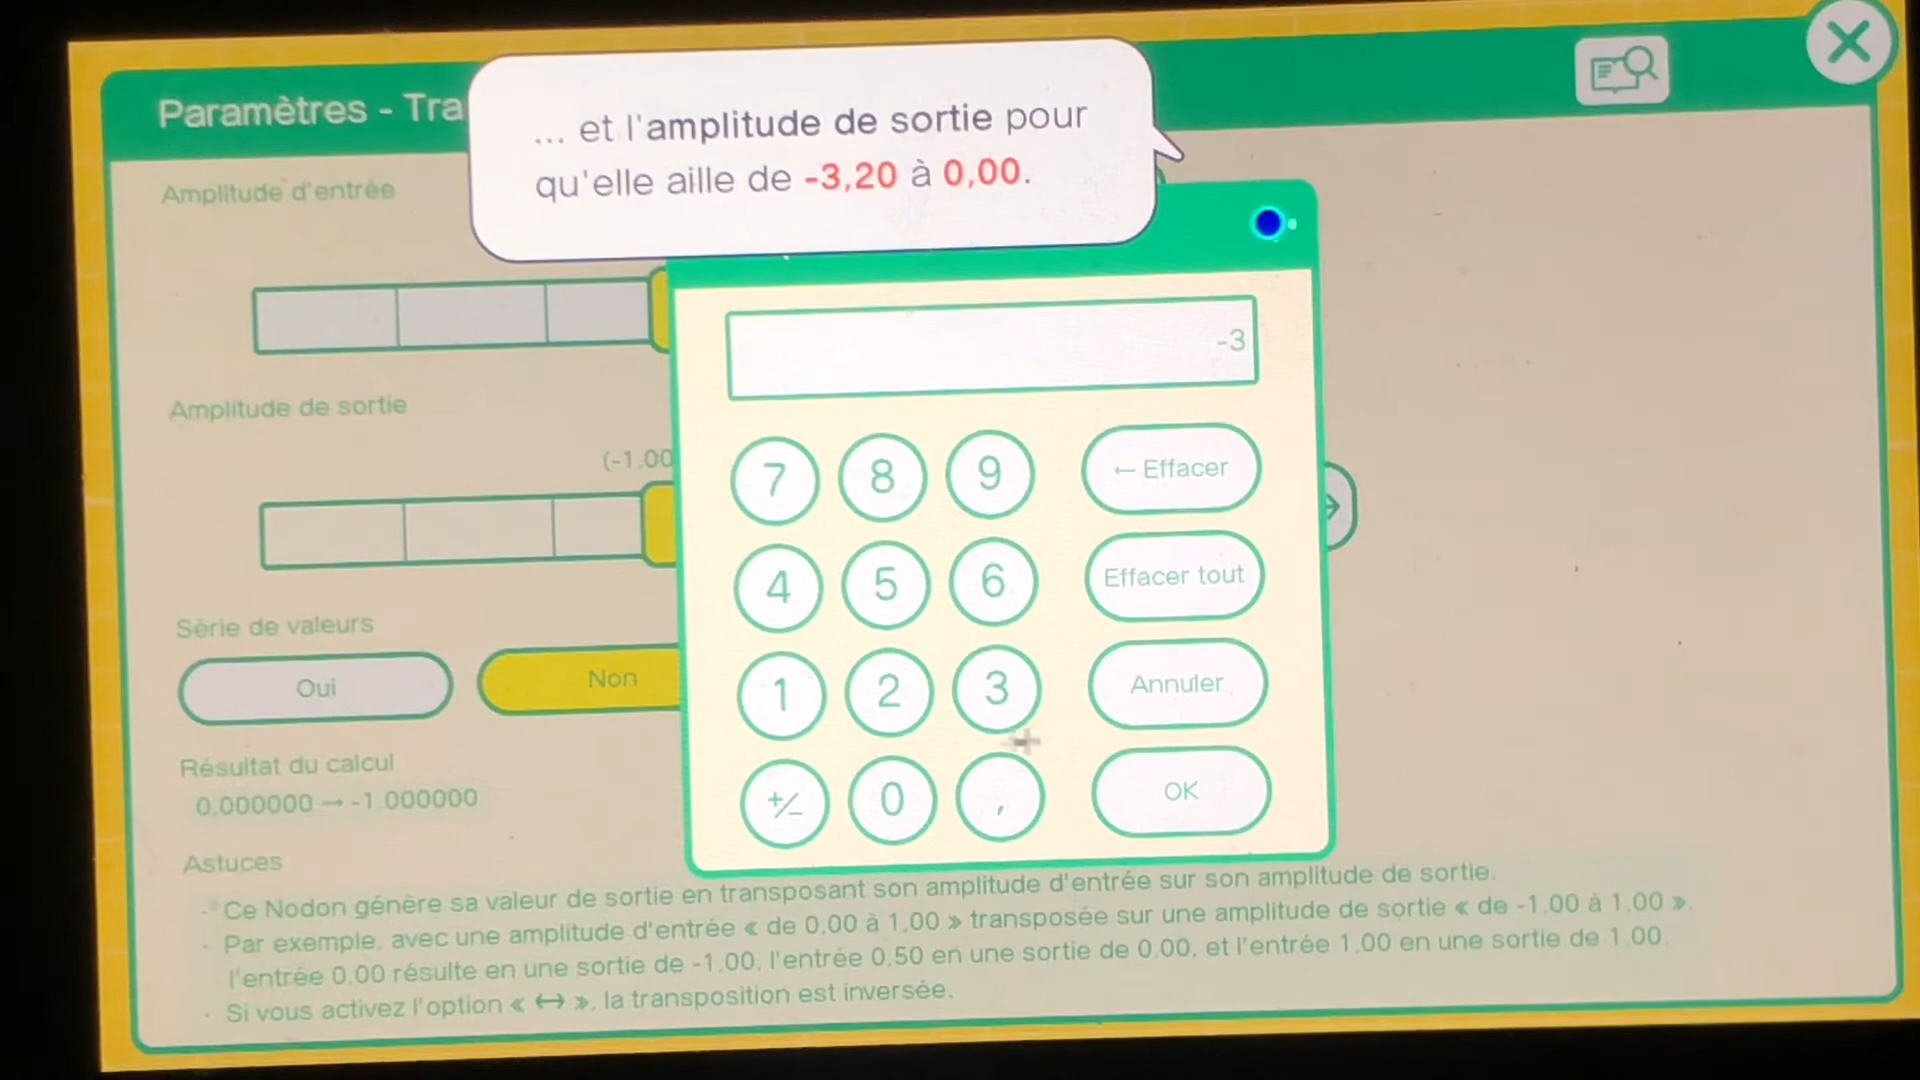 Paramètres - Tra
... et l'amplitude de sortie pour
qu'elle aille de -3,20 à 0,00.
Amplitude d'entrée
-3
Amplitude de sortie
(-1.00
7 8 9 ← Effacer
4 5 6 Effacer tout
Série de valeurs
Oui Non
1 2 3 Annuler
Résultat du calcul
0.000000 → -1.000000
+/- 0 , OK
Astuces
· Ce Nodon génère sa valeur de sortie en transposant son amplitude d'entrée sur son amplitude de sortie.
· Par exemple, avec une amplitude d'entrée « de 0.00 à 1.00 » transposée sur une amplitude de sortie « de -1.00 à 1.00 »,
l'entrée 0.00 résulte en une sortie de -1.00, l'entrée 0.50 en une sortie de 0.00, et l'entrée 1.00 en une sortie de 1.00.
· Si vous activez l'option « ↔ », la transposition est inversée.